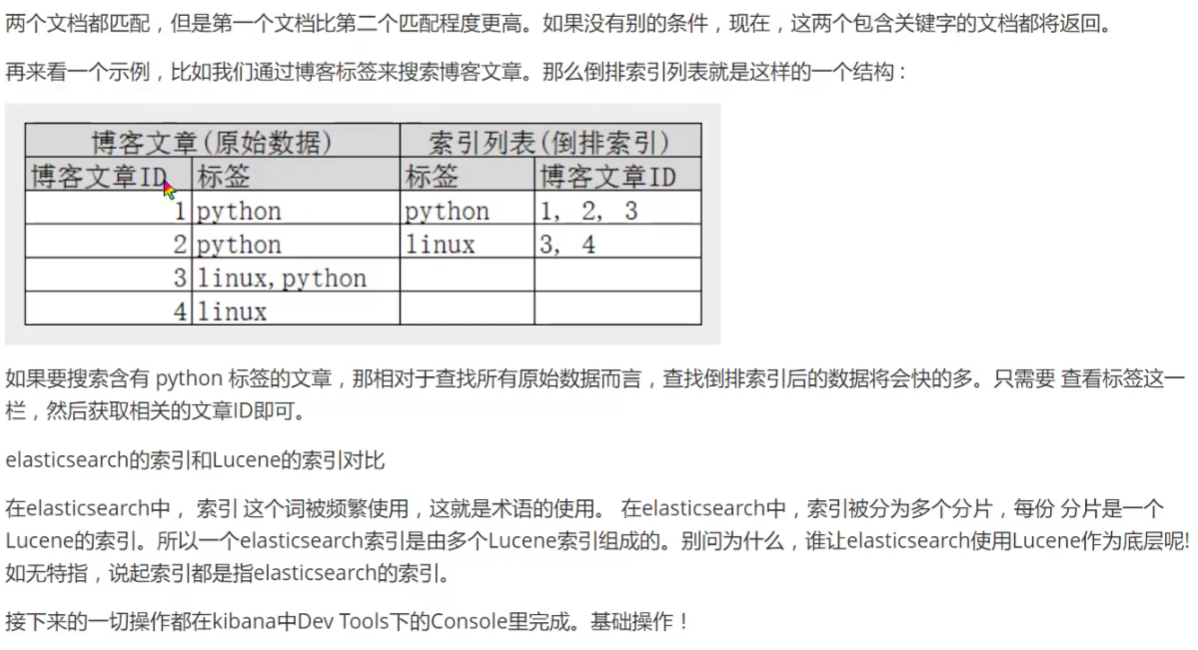 两个文档都匹配，但是第一个文档比第二个匹配程度更高。如果没有别的条件，现在，这两个包含关键字的文档都将返回。
再来看一个示例，比如我们通过博客标签来搜索博客文章。那么倒排索引列表就是这样的一个结构：
博客文章(原始数据) 索引列表(倒排索引)
博客文章ID 标签 标签 博客文章ID
1 python python 1, 2, 3
2 python linux 3, 4
3 linux,python
4 linux
如果要搜索含有 python 标签的文章，那相对于查找所有原始数据而言，查找倒排索引后的数据将会快的多。只需要 查看标签这一
栏，然后获取相关的文章ID即可。
elasticsearch的索引和Lucene的索引对比
在elasticsearch中， 索引 这个词被频繁使用，这就是术语的使用。 在elasticsearch中，索引被分为多个分片，每份 分片是一个
Lucene的索引。所以一个elasticsearch索引是由多个Lucene索引组成的。别问为什么，谁让elasticsearch使用Lucene作为底层呢!
如无特指，说起索引都是指elasticsearch的索引。
接下来的一切操作都在kibana中Dev Tools下的Console里完成。基础操作！